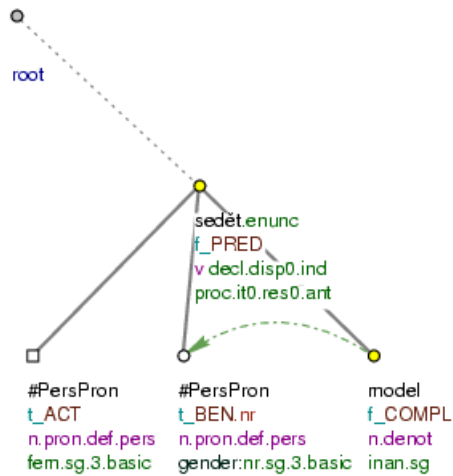 root
sedět.enunc
f_PRED
v decl.disp0.ind
proc.it0.res0.ant
#PersPron
t_ACT
n.pron.def.pers
fem.sg.3.basic
#PersPron
t_BEN.nr
n.pron.def.pers
gender:nr.sg.3.basic
model
f_COMPL
n.denot
inan.sg